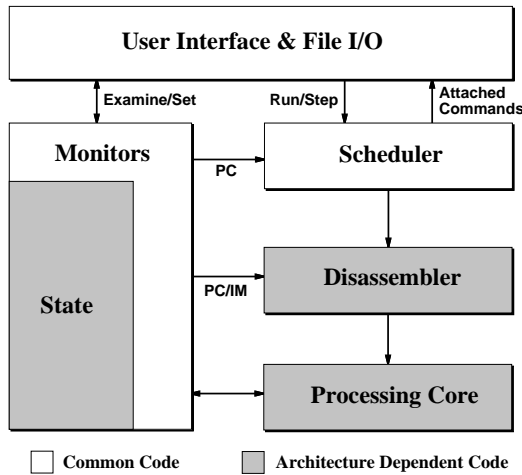 User Interface & File I/O
Examine/Set
Run/Step
Attached
Commands
Monitors
PC
Scheduler
State
PC/IM
Disassembler
Processing Core
Common Code
Architecture Dependent Code